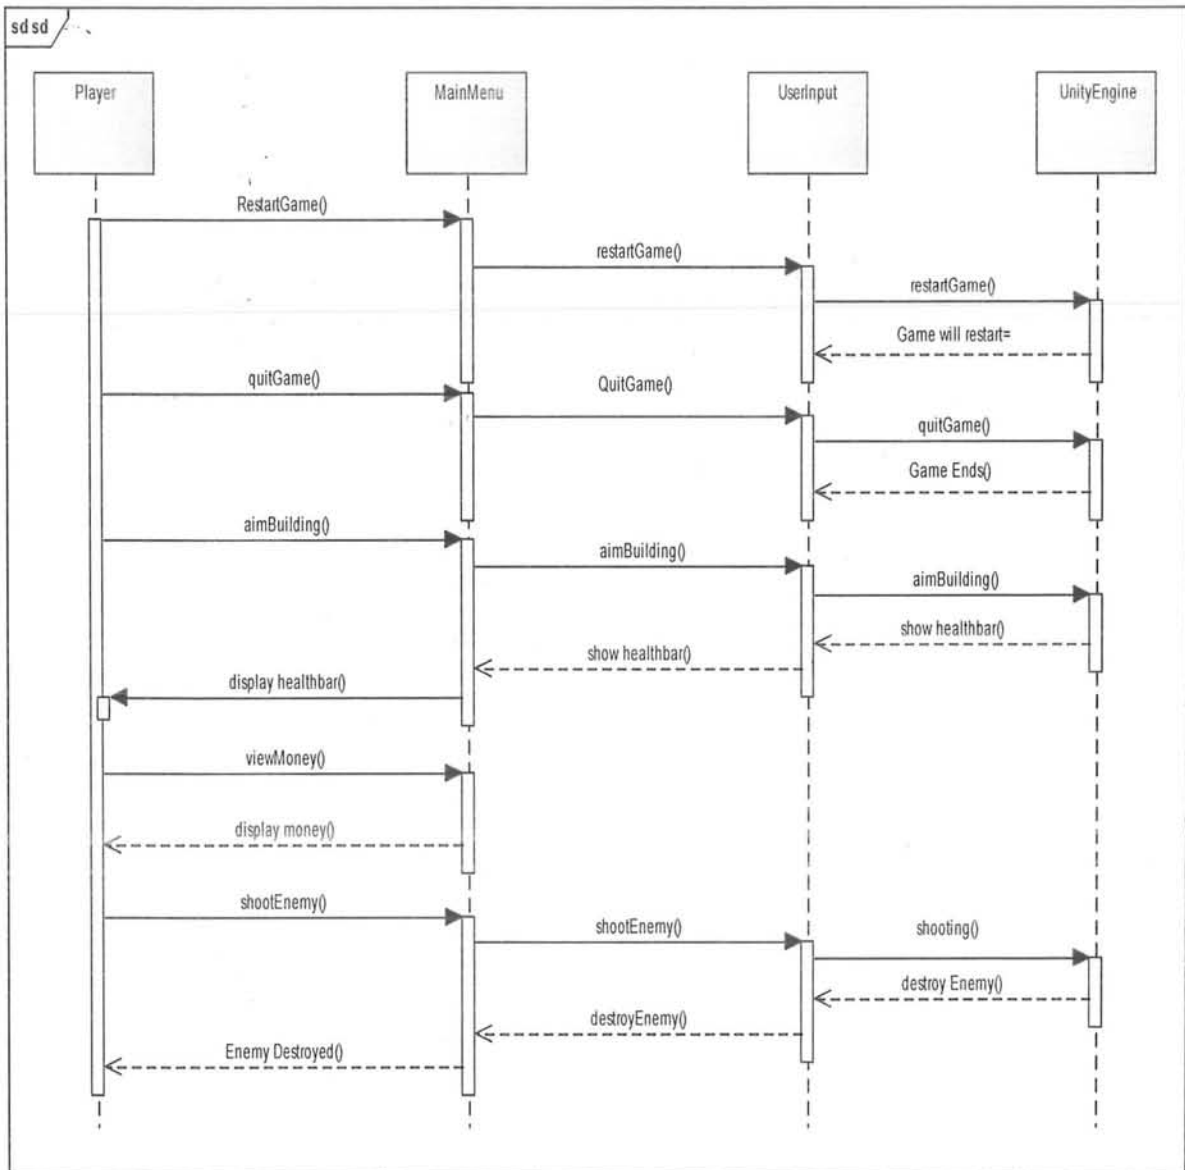 sd sd
Player
MainMenu
UserInput
UnityEngine
RestartGame()
restartGame()
restartGame()
Game will restart=
quitGame()
QuitGame()
quitGame()
Game Ends()
aimBuilding()
aimBuilding()
aimBuilding()
show healthbar()
show healthbar()
display healthbar()
viewMoney()
display money()
shootEnemy()
shootEnemy()
shooting()
destroy Enemy()
destroyEnemy()
Enemy Destroyed()